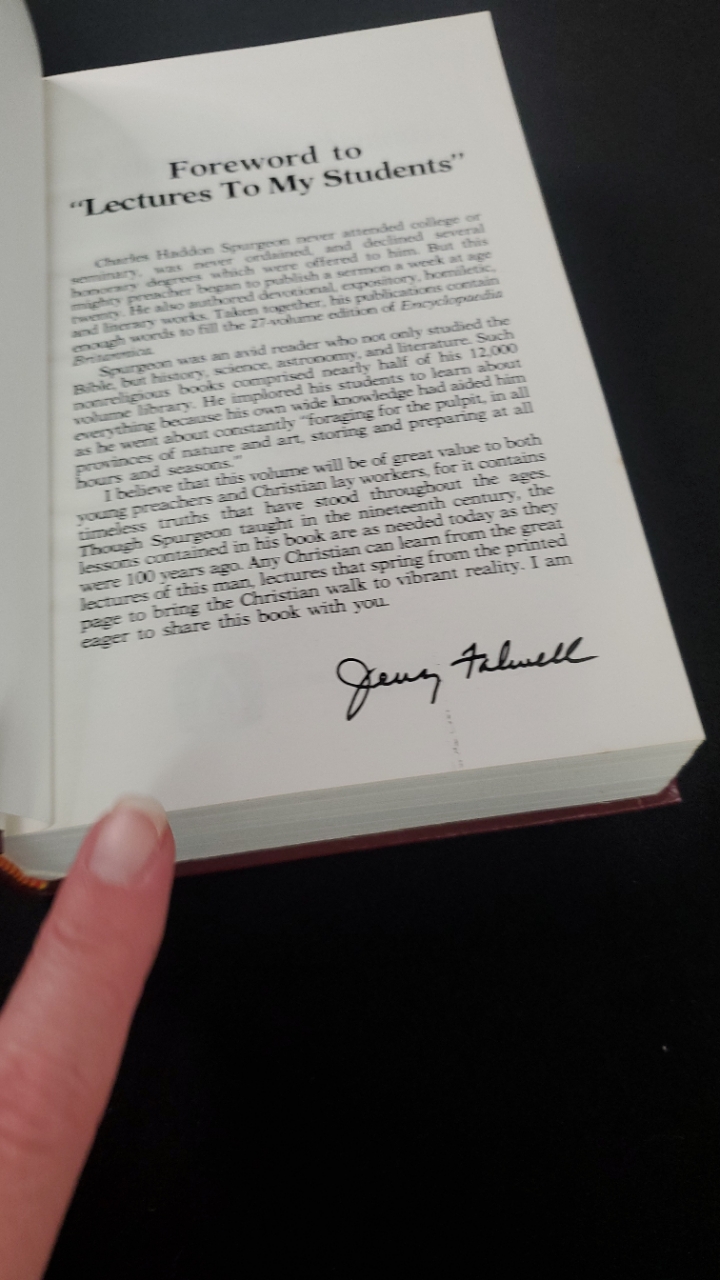 Foreword to
“Lectures To My Students”
Charles Haddon Spurgeon never attended college or
seminary, was never ordained, and declined several
honorary degrees which were offered to him. But this
mighty preacher began to publish a sermon a week at age
twenty. He also authored devotional, expository, homiletic,
and literary works. Taken together, his publications contain
enough words to fill the 27-volume edition of Encyclopaedia
Britannica.
Spurgeon was an avid reader who not only studied the
Bible, but history, science, astronomy, and literature. Such
nonreligious books comprised nearly half of his 12,000
volume library. He implored his students to learn about
everything because his own wide knowledge had aided him
as he went about constantly “foraging for the pulpit, in all
provinces of nature and art, storing and preparing at all
hours and seasons.”
I believe that this volume will be of great value to both
young preachers and Christian lay workers, for it contains
timeless truths that have stood throughout the ages.
Though Spurgeon taught in the nineteenth century, the
lessons contained in his book are as needed today as they
were 100 years ago. Any Christian can learn from the great
lectures of this man, lectures that spring from the printed
page to bring the Christian walk to vibrant reality. I am
eager to share this book with you.
Jerry Falwell